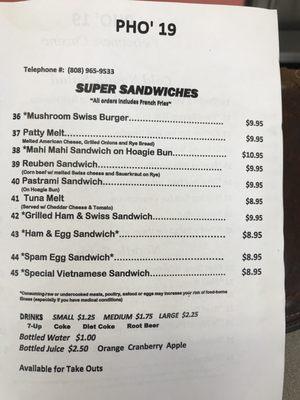 PHO' 19
Telephone #: (808) 965-9533
SUPER SANDWICHES
*All orders includes French Fries*
36 *Mushroom Swiss Burger $9.95
37 Patty Melt $9.95
Melted American Cheese, Grilled Onions and Rye Bread)
38 *Mahi Mahi Sandwich on Hoagie Bun $10.95
39 Reuben Sandwich $9.95
(Corn beef w/ melted Swiss cheese and Sauerkraut on Rye)
40 Pastrami Sandwich $9.95
(On Hoagie Bun)
41 Tuna Melt $8.95
(Served w/ Cheddar Cheese & Tomato)
42 *Grilled Ham & Swiss Sandwich $9.95
43 *Ham & Egg Sandwich* $8.95
44 *Spam Egg Sandwich* $8.95
45 *Special Vietnamese Sandwich $8.95
*Consuming raw or undercooked meats, poultry, seafood or eggs may increase your risk of food-borne
illness (especially if you have medical conditions)
DRINKS SMALL $1.25 MEDIUM $1.75 LARGE $2.25
7-Up Coke Diet Coke Root Beer
Bottled Water $1.00
Bottled Juice $2.50 Orange Cranberry Apple
Available for Take Outs